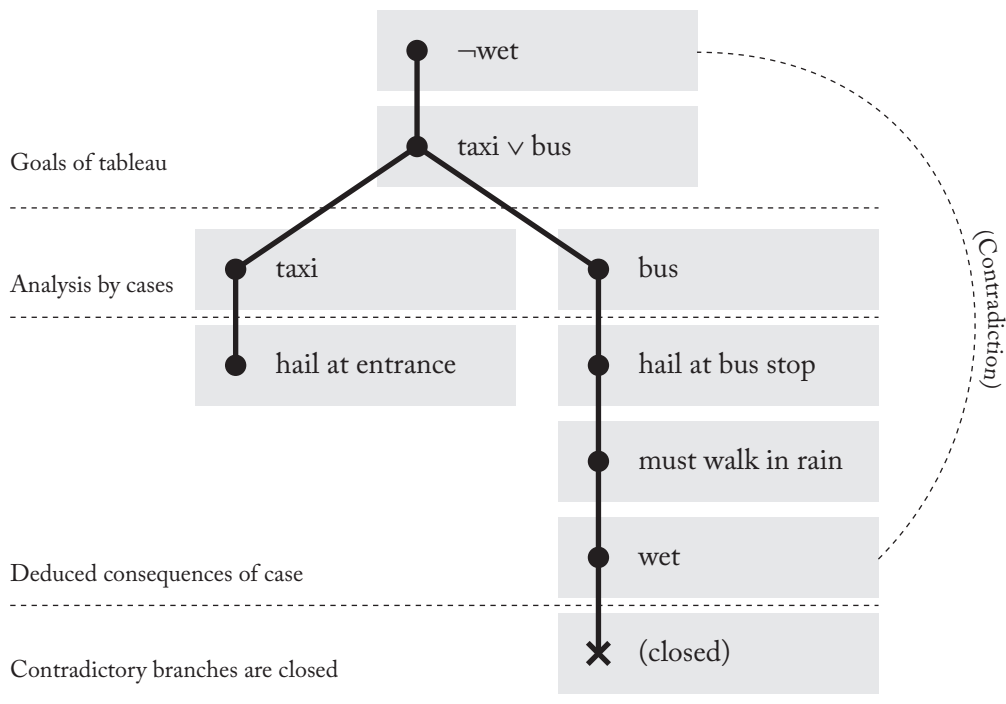 ¬wet
taxi ∨ bus
Goals of tableau
taxi
bus
Analysis by cases
(Contradiction)
hail at entrance
hail at bus stop
must walk in rain
wet
Deduced consequences of case
(closed)
Contradictory branches are closed